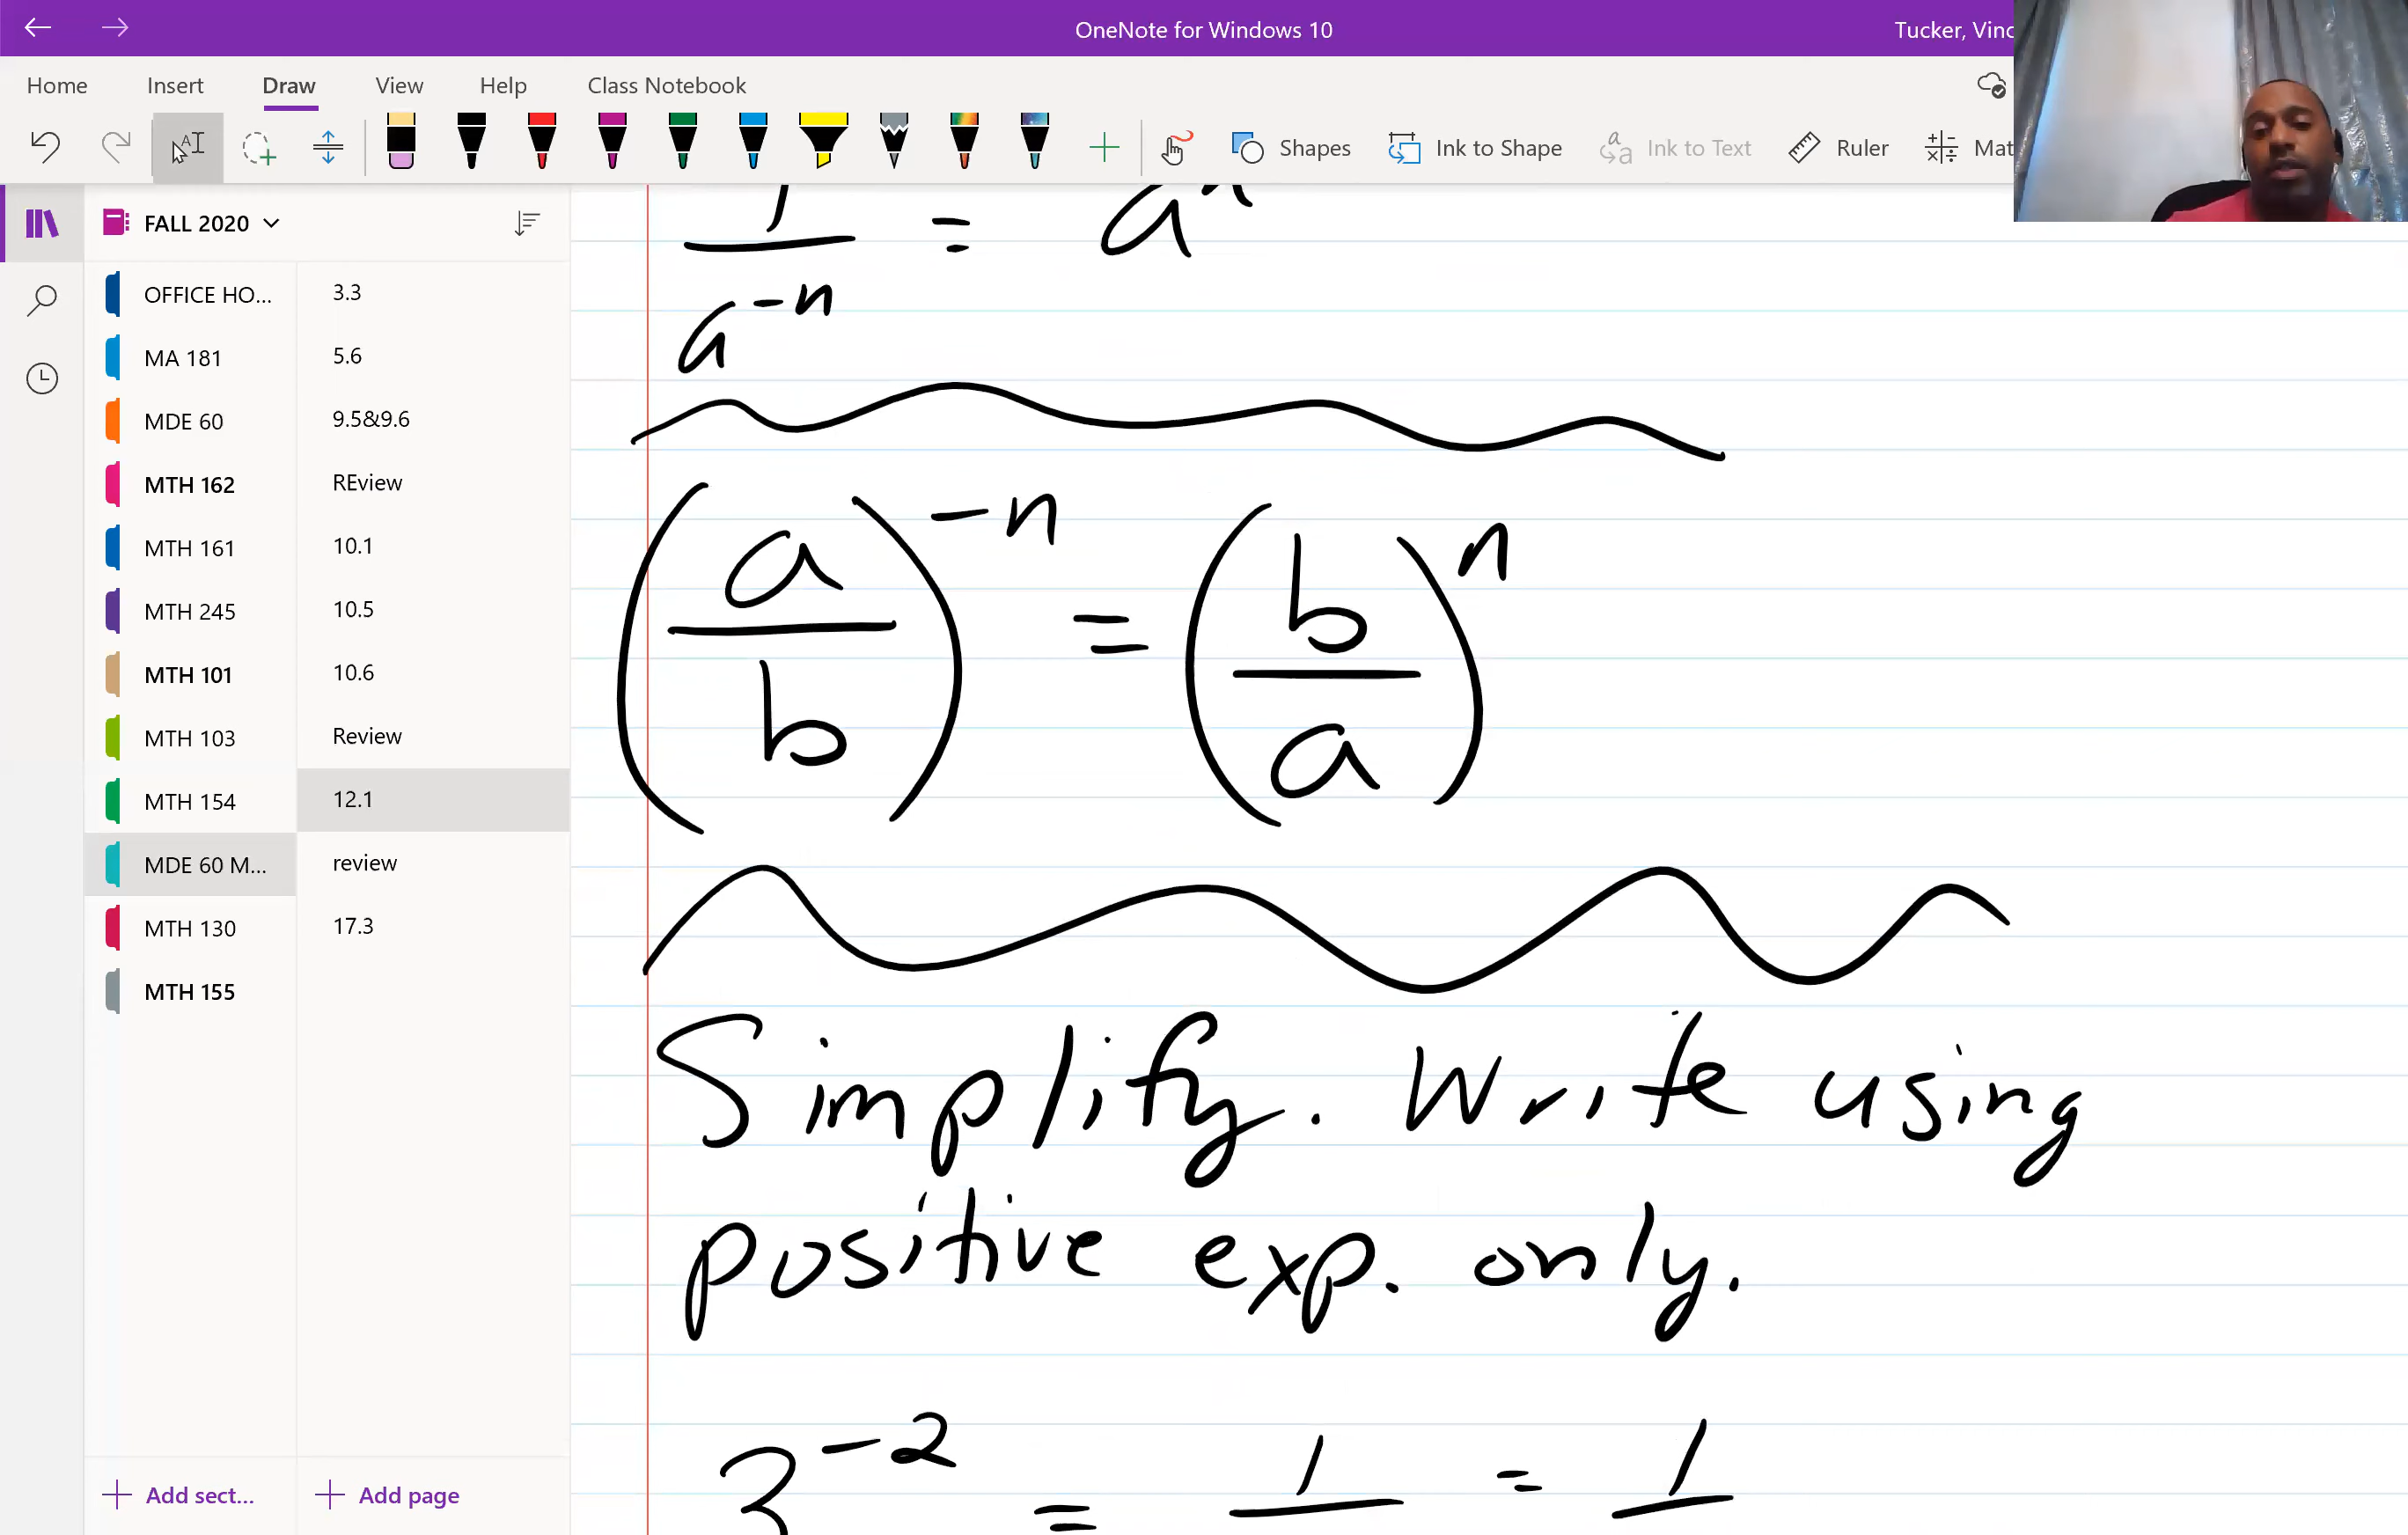 OneNote for Windows 10
Tucker, Vinc
Home Insert Draw View Help Class Notebook
Shapes Ink to Shape Ink to Text Ruler Mat
FALL 2020
OFFICE HO...
MA 181
MDE 60
MTH 162
MTH 161
MTH 245
MTH 101
MTH 103
MTH 154
MDE 60 M...
MTH 130
MTH 155
Add sect...
3.3
5.6
9.5&9.6
REview
10.1
10.5
10.6
Review
12.1
review
17.3
Add page
1/a^-n = a^n
(a/b)^-n = (b/a)^n
Simplify. Write using
positive exp. only.
3^-2 = 1 = 1